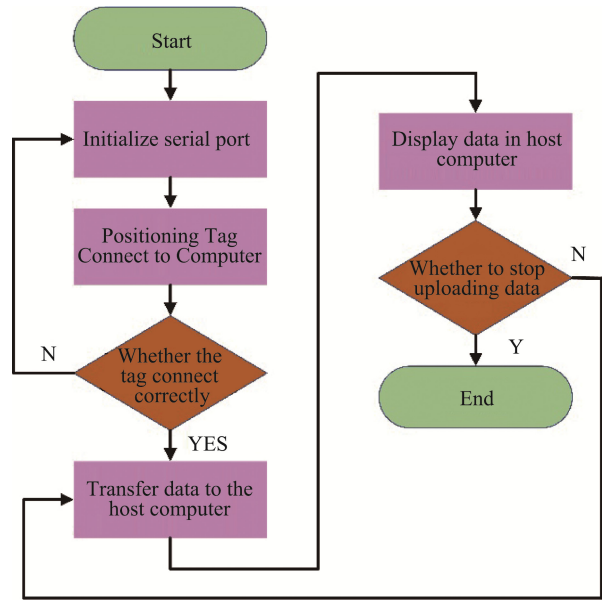 Start
Initialize serial port
Positioning Tag
Connect to Computer
Whether the
tag connect
correctly
N
YES
Transfer data to the
host computer
Display data in host
computer
Whether to stop
uploading data
N
Y
End